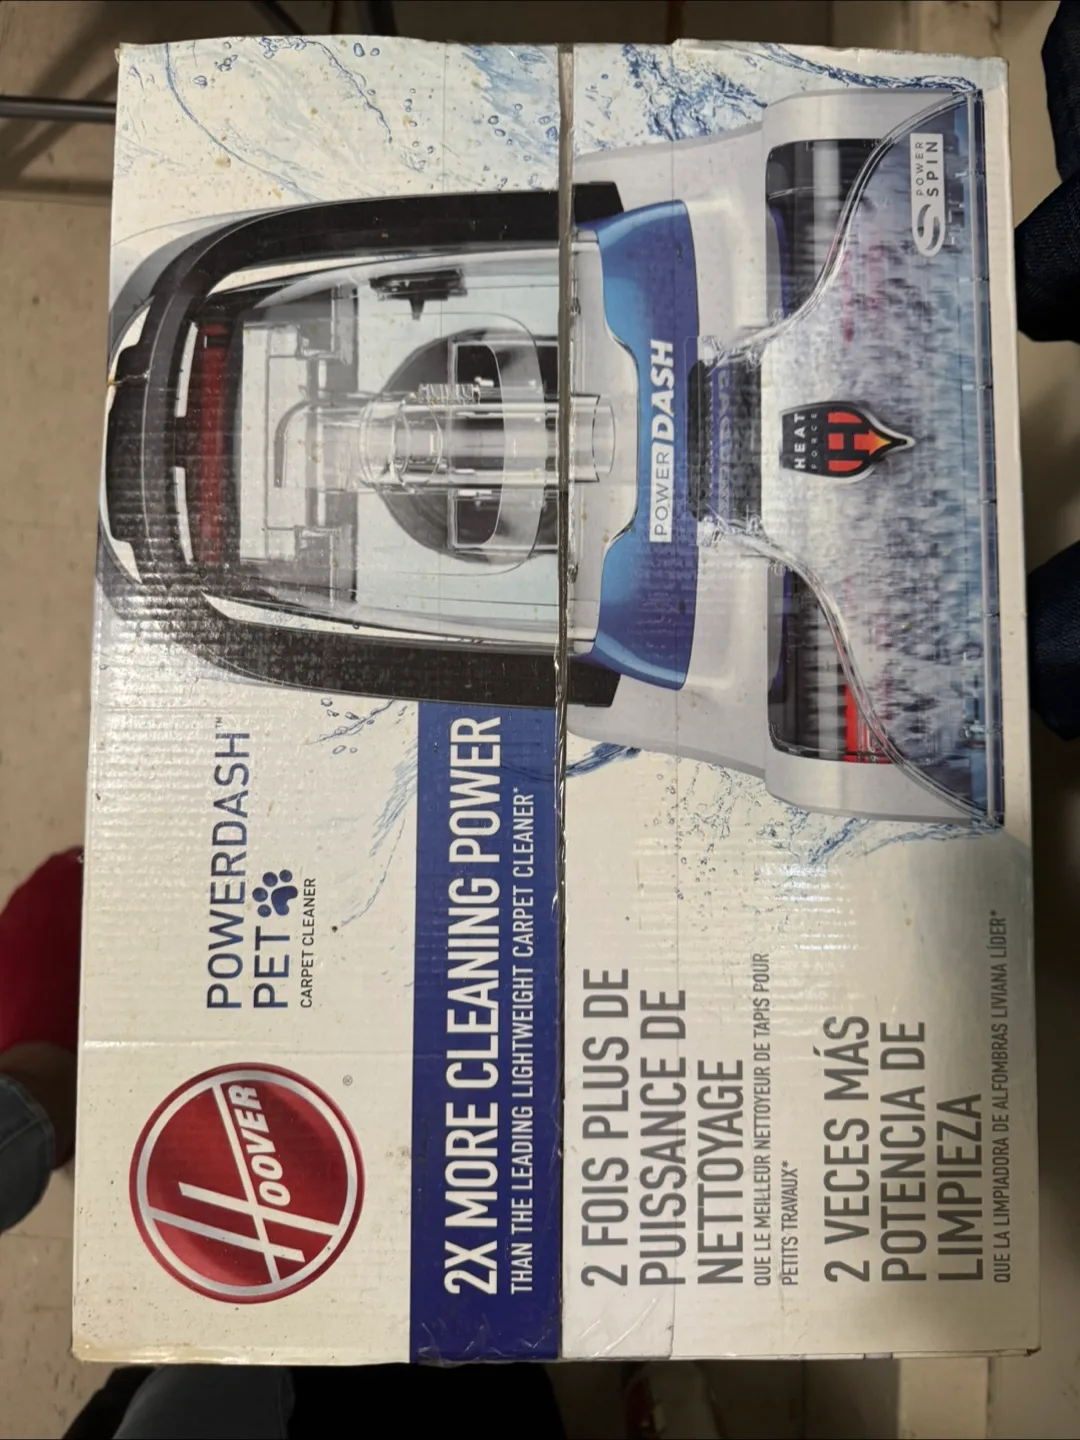 HOOVER
®
POWERDASH™
PET
CARPET CLEANER
2X MORE CLEANING POWER
THAN THE LEADING LIGHTWEIGHT CARPET CLEANER*
2 FOIS PLUS DE
PUISSANCE DE
NETTOYAGE
QUE LE MEILLEUR NETTOYEUR DE TAPIS POUR
PETITS TRAVAUX*
2 VECES MÁS
POTENCIA DE
LIMPIEZA
QUE LA LIMPIADORA DE ALFOMBRAS LIVIANA LÍDER*
POWERDASH
HEAT
FORCE
POWER
SPIN